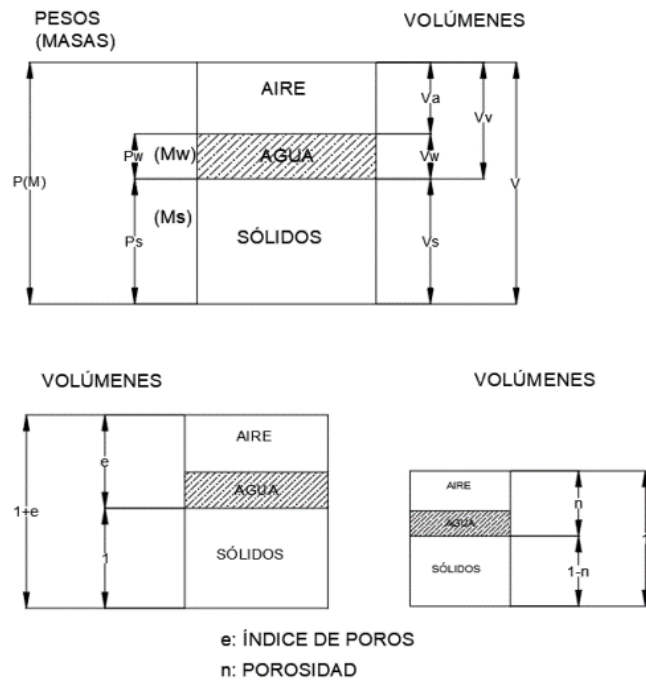 PESOS
(MASAS)
VOLÚMENES
AIRE
Va
Vv
Pw
(Mw)
AGUA
Vw
P(M)
V
(Ms)
Ps
SÓLIDOS
Vs
VOLÚMENES
VOLÚMENES
AIRE
e
AGUA
1+e
1
SÓLIDOS
AIRE
n
AGUA
1
SÓLIDOS
1-n
e: ÍNDICE DE POROS
n: POROSIDAD